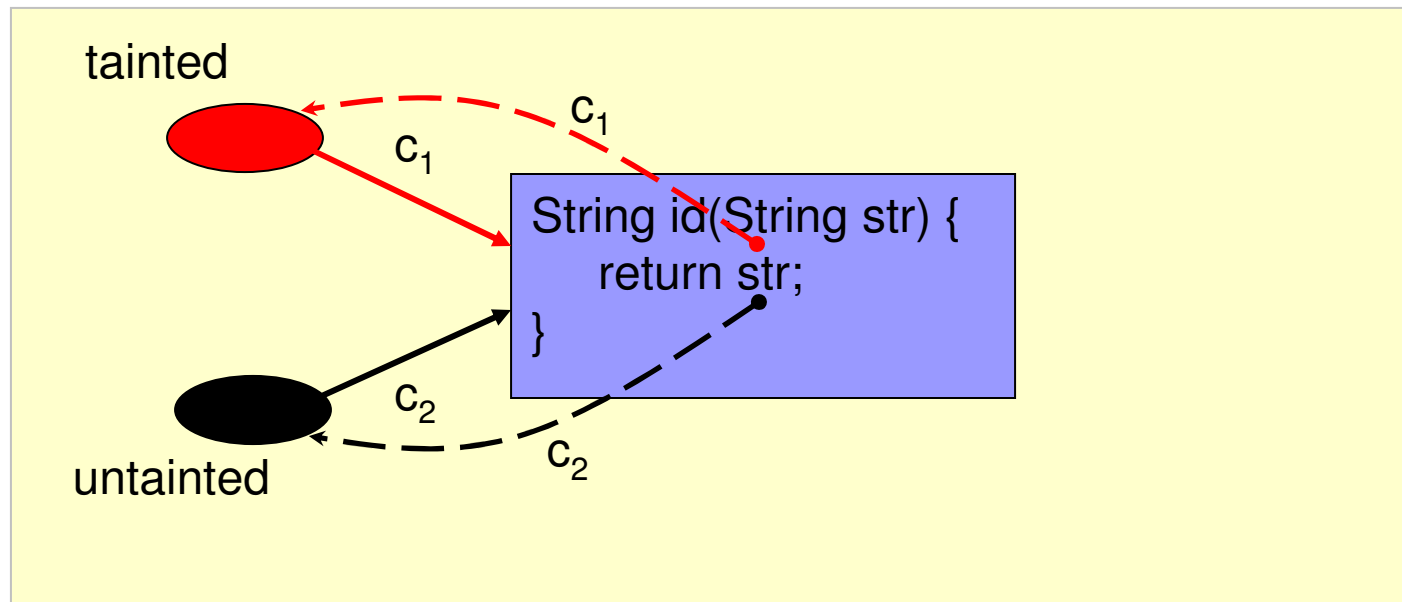 tainted
c₁
c₁
String id(String str) {
return str;
}
c₂
c₂
untainted